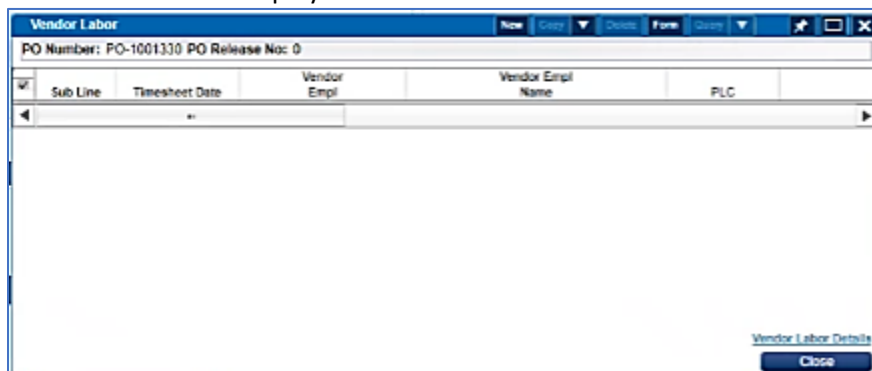 Vendor Labor New Copy Delete Form Query
PO Number: PO-1001330 PO Release No: 0
Sub Line Timesheet Date Vendor Empl Vendor Empl Name PLC
Vendor Labor Details
Close